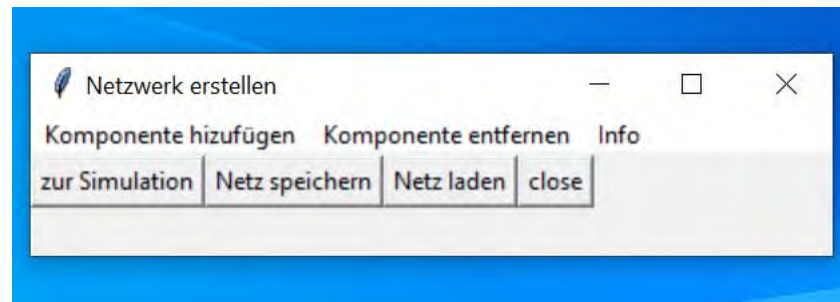 Netzwerk erstellen
Komponente hizufügen Komponente entfernen Info
zur Simulation Netz speichern Netz laden close